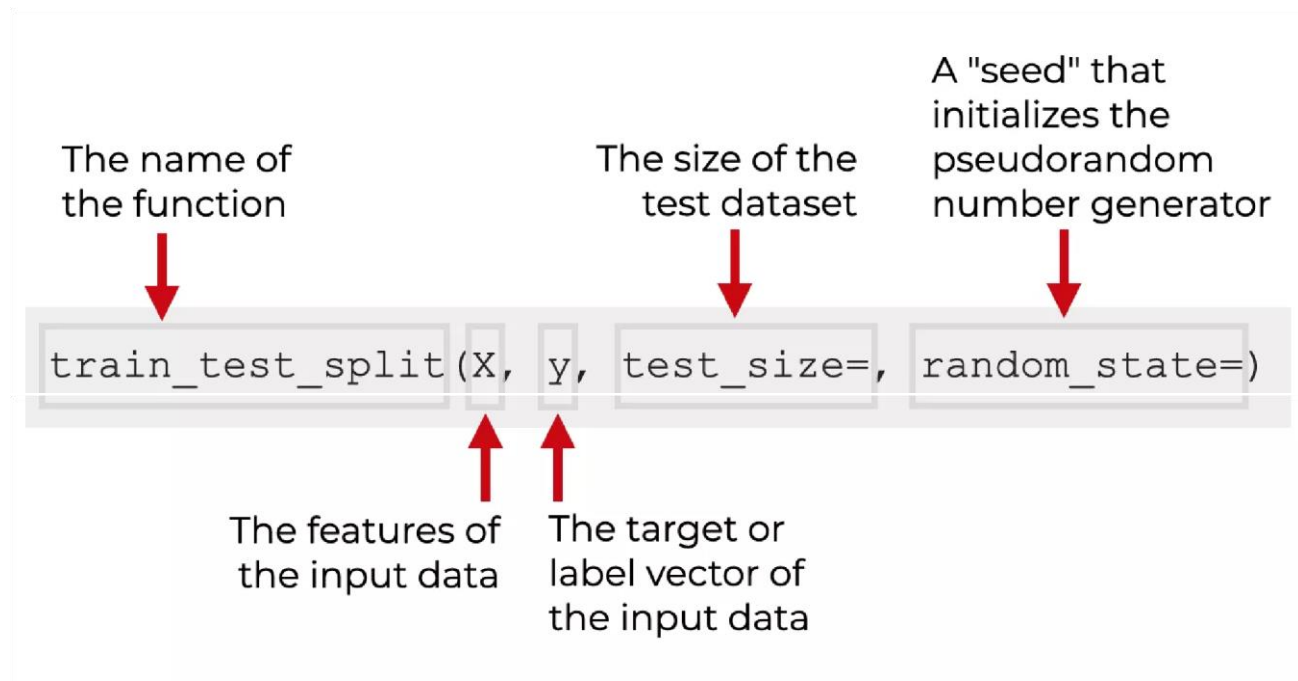 A "seed" that
initializes the
pseudorandom
number generator
The name of
the function
The size of the
test dataset
train_test_split(X, y, test_size=, random_state=)
The features of
the input data
The target or
label vector of
the input data